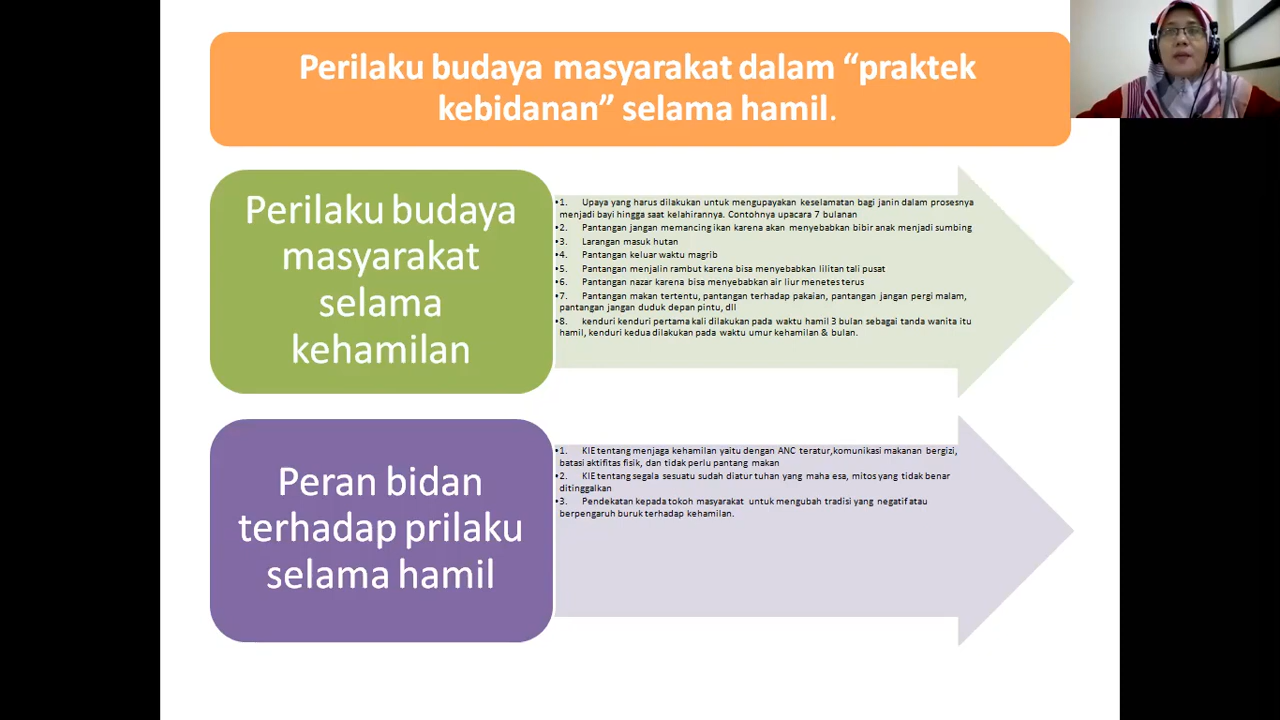 Perilaku budaya masyarakat dalam “praktek
kebidanan” selama hamil.
Perilaku budaya
masyarakat
selama
kehamilan
•1. Upaya yang harus dilakukan untuk mengupayakan keselamatan bagi janin dalam prosesnya
menjadi bayi hingga saat kelahirannya. Contohnya upacara 7 bulanan
•2. Pantangan jangan memancing ikan karena akan menyebabkan bibir anak menjadi sumbing
•3. Larangan masuk hutan
•4. Pantangan keluar waktu magrib
•5. Pantangan menjalin rambut karena bisa menyebabkan lilitan tali pusat
•6. Pantangan nazar karena bisa menyebabkan air liur menetes terus
•7. Pantangan makan tertentu, pantangan terhadap pakaian, pantangan jangan pergi malam,
pantangan jangan duduk depan pintu, dll
•8. kenduri kenduri pertama kali dilakukan pada waktu hamil 3 bulan sebagai tanda wanita itu
hamil, kenduri kedua dilakukan pada waktu umur kehamilan & bulan.
Peran bidan
terhadap prilaku
selama hamil
•1. KIE tentang menjaga kehamilan yaitu dengan ANC teratur,komunikasi makanan bergizi,
batasi aktifitas fisik, dan tidak perlu pantang makan
•2. KIE tentang segala sesuatu sudah diatur tuhan yang maha esa, mitos yang tidak benar
ditinggalkan
•3. Pendekatan kepada tokoh masyarakat untuk mengubah tradisi yang negatif atau
berpengaruh buruk terhadap kehamilan.